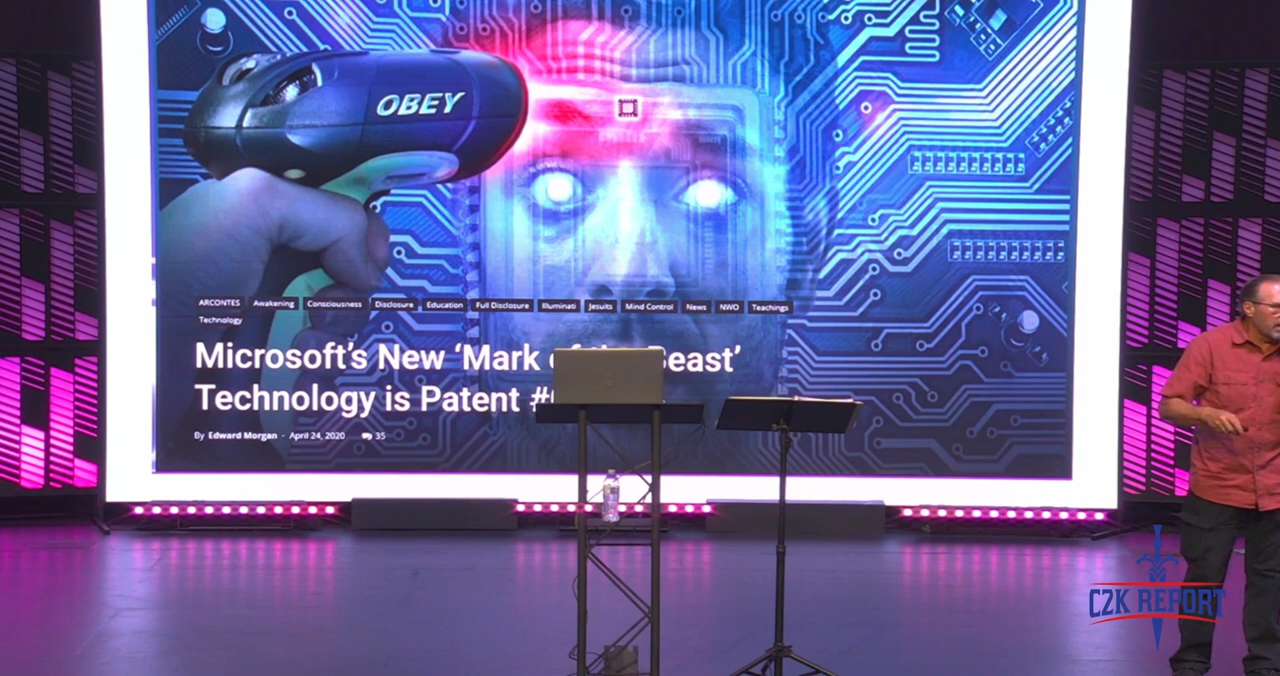 OBEY
ARCONTES Awakening Consciousness Disclosure Education Full Disclosure Illuminati Jesuits Mind Control News NWO Teachings
Technology
Microsoft's New ‘Mark Beast’
Technology is Patent #
By Edward Morgan - April 24, 2020 35
C2K REPORT